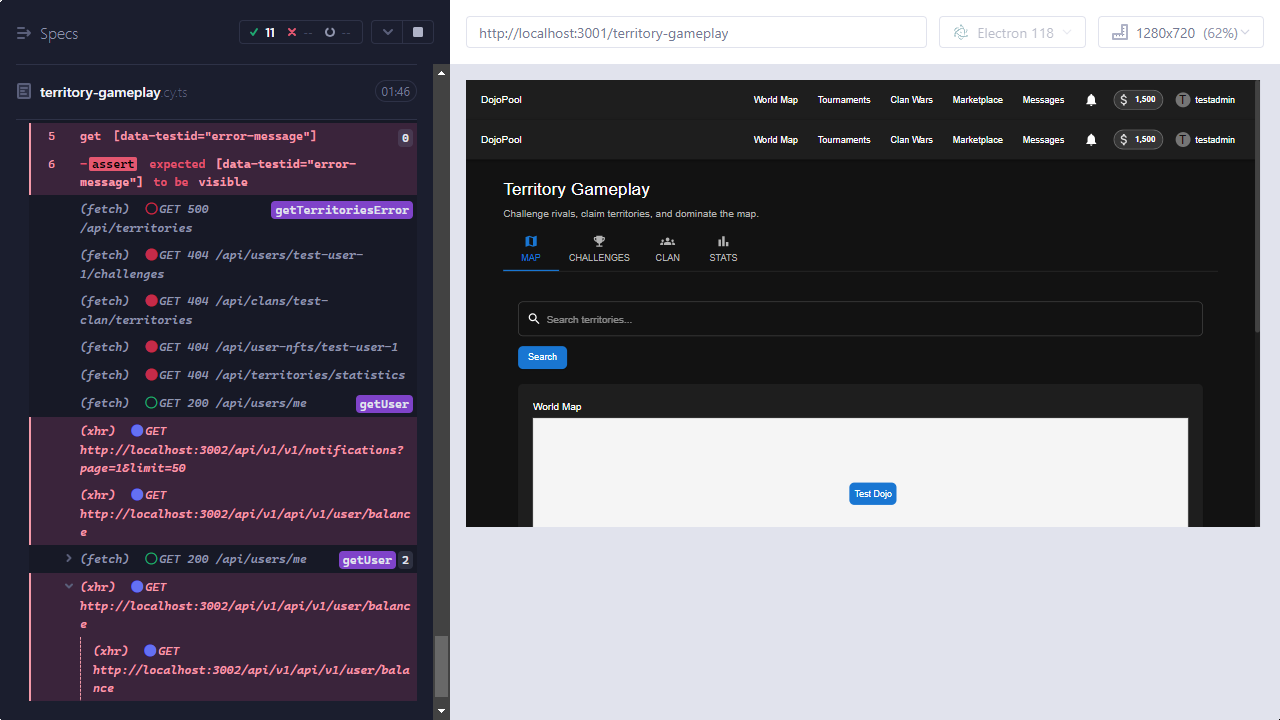 Specs
11
--
--
territory-gameplay.cy.ts
01:46
5 get [data-testid="error-message"] 0
6 -assert expected [data-testid="error-
message"] to be visible
(fetch) GET 500 getTerritoriesError
/api/territories
(fetch) GET 404 /api/users/test-user-
1/challenges
(fetch) GET 404 /api/clans/test-
clan/territories
(fetch) GET 404 /api/user-nfts/test-user-1
(fetch) GET 404 /api/territories/statistics
(fetch) GET 200 /api/users/me getUser
(xhr) GET
http://localhost:3002/api/v1/v1/notifications?
page=1&limit=50
(xhr) GET
http://localhost:3002/api/v1/api/v1/user/balanc
e
(fetch) GET 200 /api/users/me getUser 2
(xhr) GET
http://localhost:3002/api/v1/api/v1/user/balanc
e
(xhr) GET
http://localhost:3002/api/v1/api/v1/user/bala
nce
http://localhost:3001/territory-gameplay
Electron 118
1280x720 (62%)
DojoPool World Map Tournaments Clan Wars Marketplace Messages $ 1,500 T testadmin
DojoPool World Map Tournaments Clan Wars Marketplace Messages $ 1,500 T testadmin
Territory Gameplay
Challenge rivals, claim territories, and dominate the map.
MAP CHALLENGES CLAN STATS
Search territories...
Search
World Map
Test Dojo